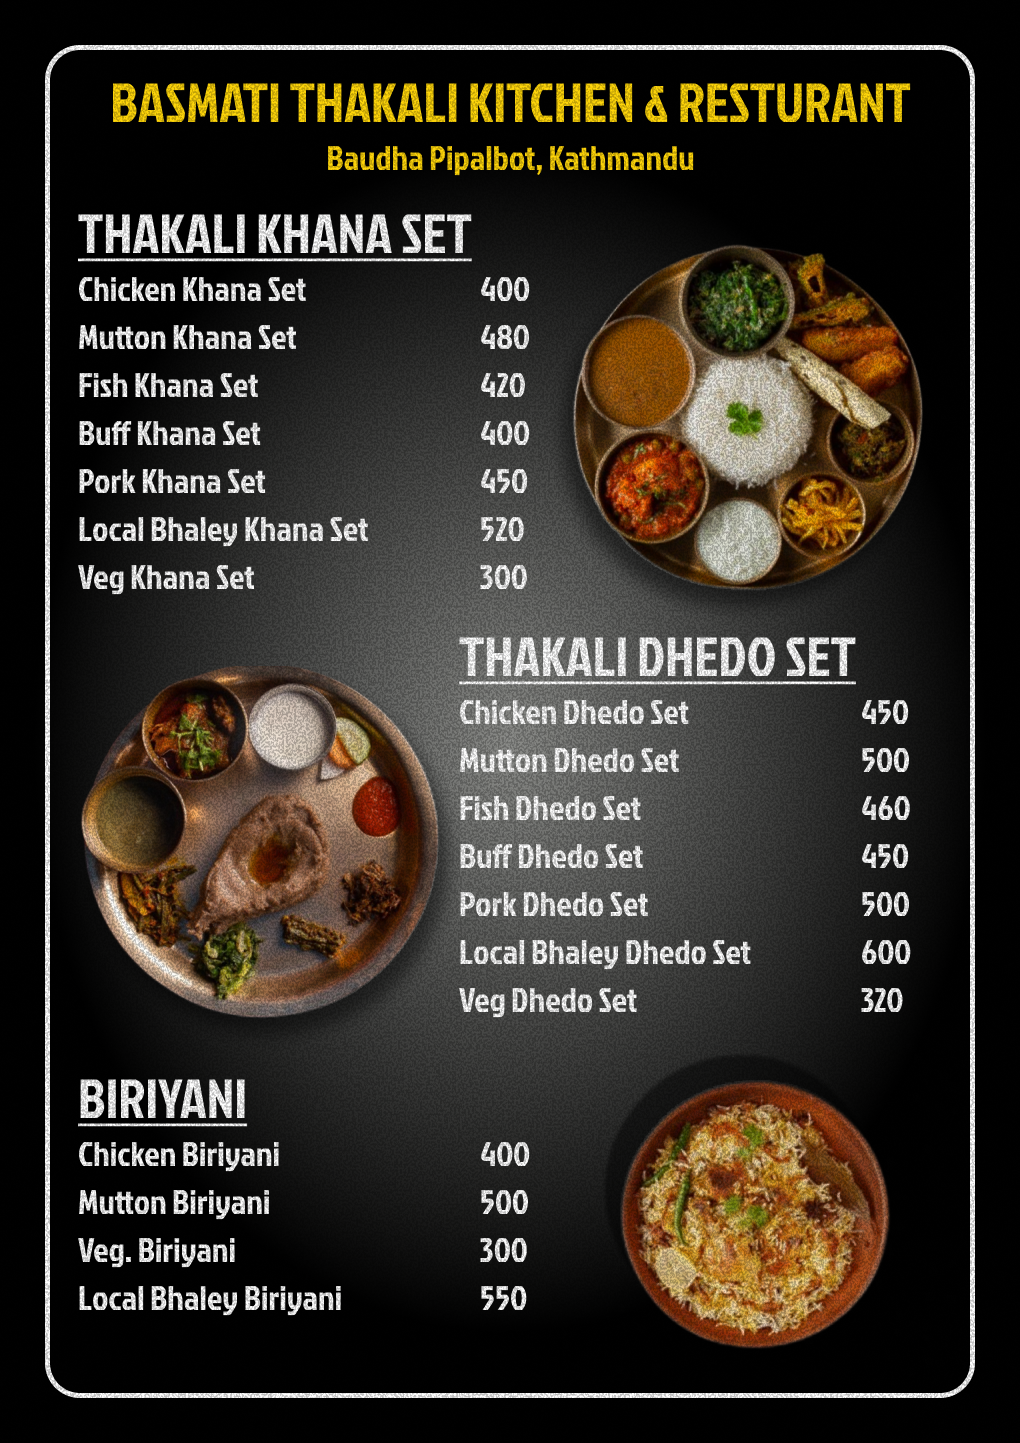 BASMATI THAKALI KITCHEN & RESTURANT
Baudha Pipalbot, Kathmandu
THAKALI KHANA SET
Chicken Khana Set 400
Mutton Khana Set 480
Fish Khana Set 420
Buff Khana Set 400
Pork Khana Set 450
Local Bhaley Khana Set 520
Veg Khana Set 300
THAKALI DHEDO SET
Chicken Dhedo Set 450
Mutton Dhedo Set 500
Fish Dhedo Set 460
Buff Dhedo Set 450
Pork Dhedo Set 500
Local Bhaley Dhedo Set 600
Veg Dhedo Set 320
BIRIYANI
Chicken Biriyani 400
Mutton Biriyani 500
Veg. Biriyani 300
Local Bhaley Biriyani 550